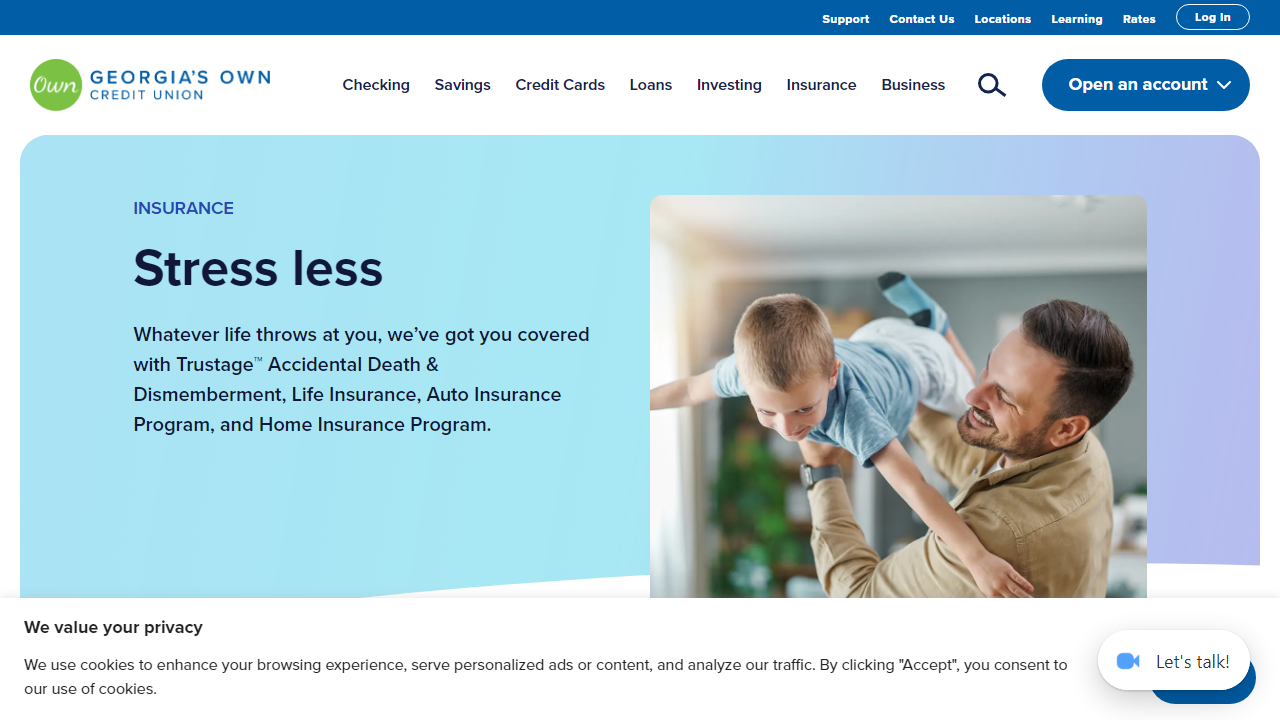 Support Contact Us Locations Learning Rates Log In
Own GEORGIA'S OWN
CREDIT UNION
Checking Savings Credit Cards Loans Investing Insurance Business Open an account
INSURANCE
Stress less
Whatever life throws at you, we’ve got you covered
with Trustage™ Accidental Death &
Dismemberment, Life Insurance, Auto Insurance
Program, and Home Insurance Program.
We value your privacy
We use cookies to enhance your browsing experience, serve personalized ads or content, and analyze our traffic. By clicking "Accept", you consent to
our use of cookies.
Let's talk!